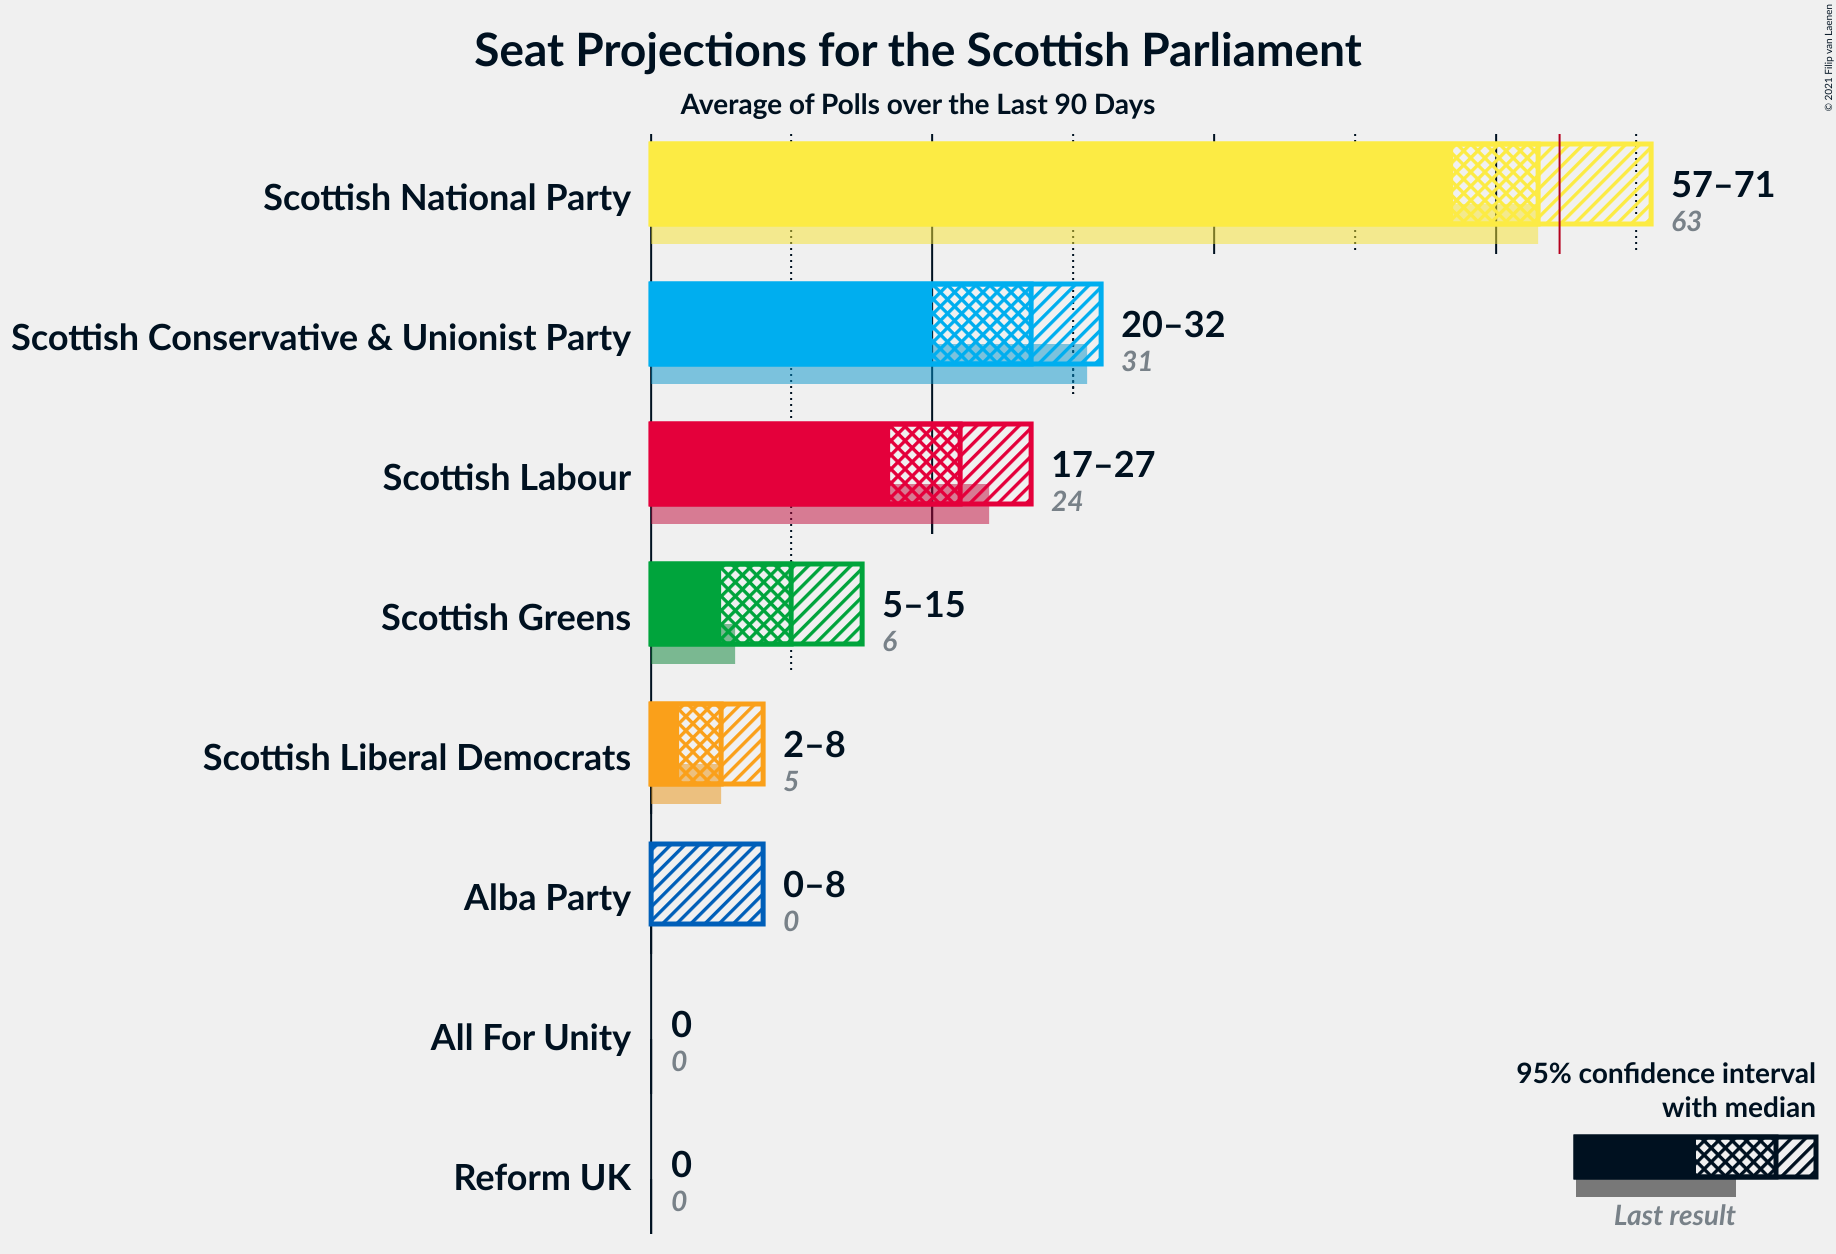 Seat Projections for the Scottish Parliament
Average of Polls over the Last 90 Days
© 2021 Filip van Laenen
Scottish National Party
57–71
63
Scottish Conservative & Unionist Party
20–32
31
Scottish Labour
17–27
24
Scottish Greens
5–15
6
Scottish Liberal Democrats
2–8
5
Alba Party
0–8
0
All For Unity
0
0
Reform UK
0
0
95% confidence interval
with median
Last result